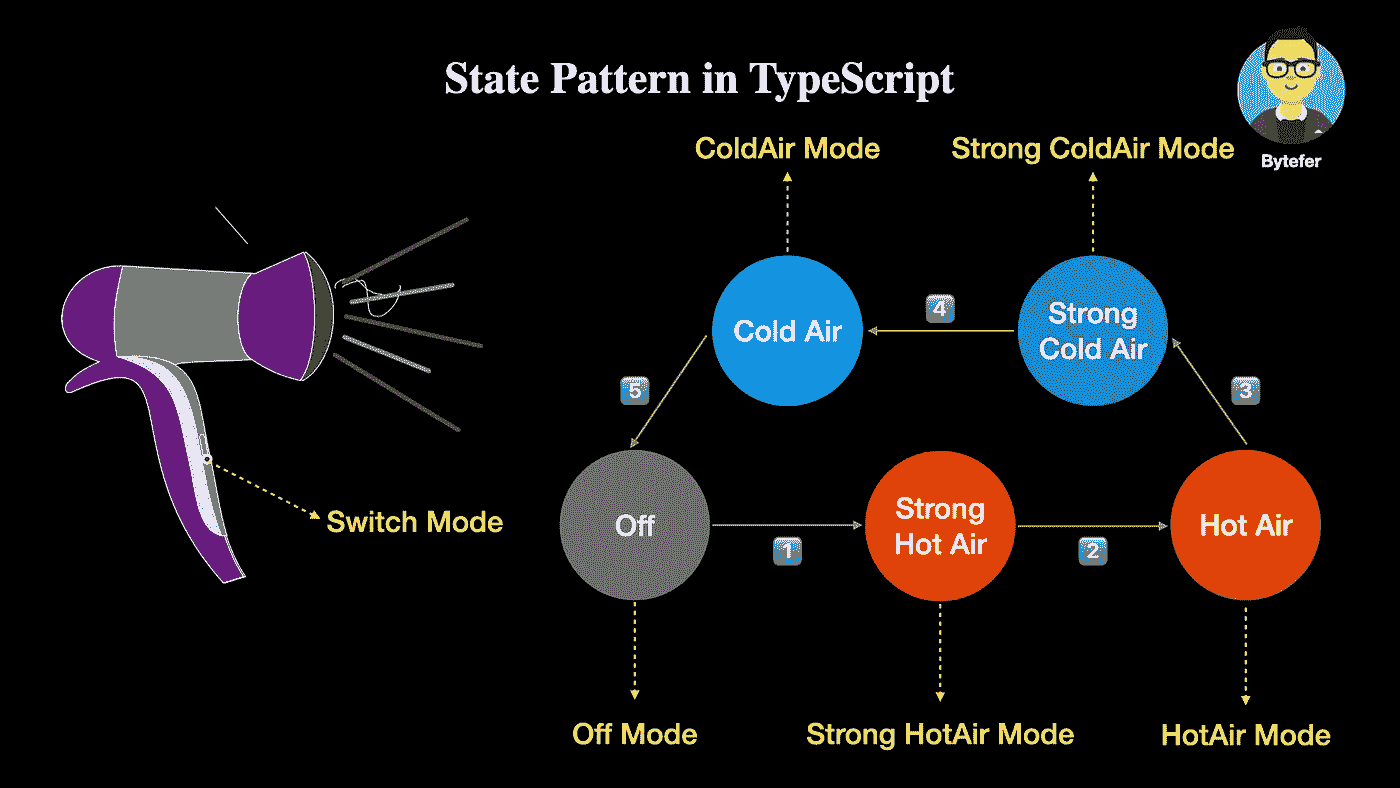 State Pattern in TypeScript
Bytefer
ColdAir Mode
Strong ColdAir Mode
Cold Air
4
Strong
Cold Air
5
3
Switch Mode
Off
1
Strong
Hot Air
2
Hot Air
Off Mode
Strong HotAir Mode
HotAir Mode